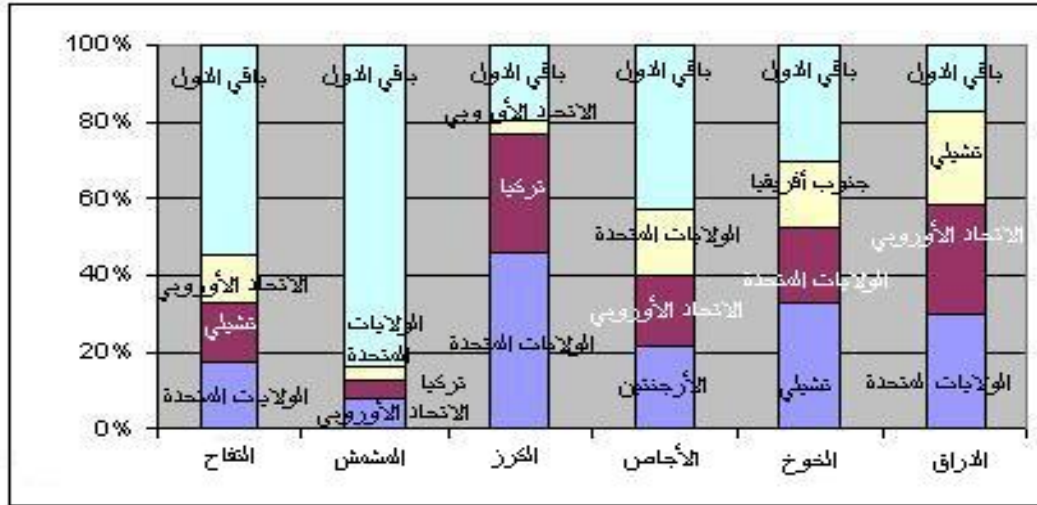 100%
80%
60%
40%
20%
0%
باقي الدول
الاتحاد الأوروبي
تشيلي
الولايات المتحدة
التفاح
باقي الدول
الولايات
المتحدة
تركيا
الاتحاد الأوروبي
المشمش
باقي الدول
الاتحاد الأوروبي
تركيا
الولايات المتحدة
الكرز
باقي الدول
الولايات المتحدة
الاتحاد الأوروبي
الأرجنتين
الأجاص
باقي الدول
جنوب أفريقيا
الولايات المتحدة
تشيلي
الخوخ
باقي الدول
تشيلي
الاتحاد الأوروبي
الولايات المتحدة
الدراق